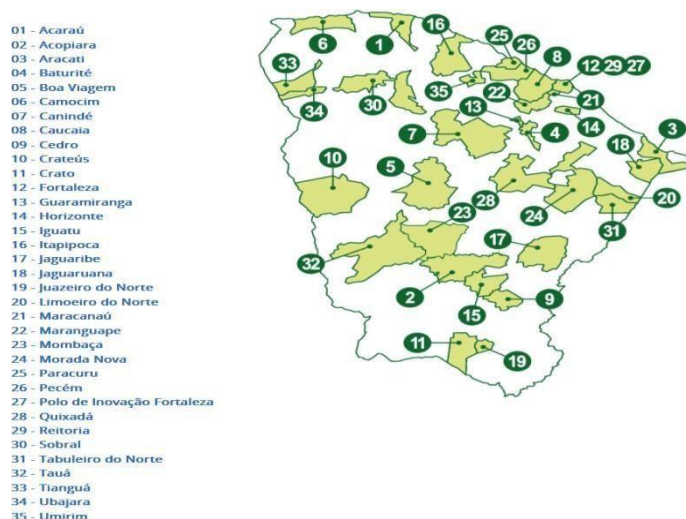 01 - Acaraú
02 - Acopiara
03 - Aracati
04 - Baturité
05 - Boa Viagem
06 - Camocim
07 - Canindé
08 - Caucaia
09 - Cedro
10 - Crateús
11 - Crato
12 - Fortaleza
13 - Guaramiranga
14 - Horizonte
15 - Iguatu
16 - Itapipoca
17 - Jaguaribe
18 - Jaguaruana
19 - Juazeiro do Norte
20 - Limoeiro do Norte
21 - Maracanaú
22 - Maranguape
23 - Mombaça
24 - Morada Nova
25 - Paracuru
26 - Pecém
27 - Polo de Inovação Fortaleza
28 - Quixadá
29 - Reitoria
30 - Sobral
31 - Tabuleiro do Norte
32 - Tauá
33 - Tianguá
34 - Ubajara
35 - Umirim
6
1
16
25
26
8
12 29 27
33
34
30
35
22
21
13
4
14
7
3
18
10
5
28
24
20
31
23
17
32
2
15
9
11
19